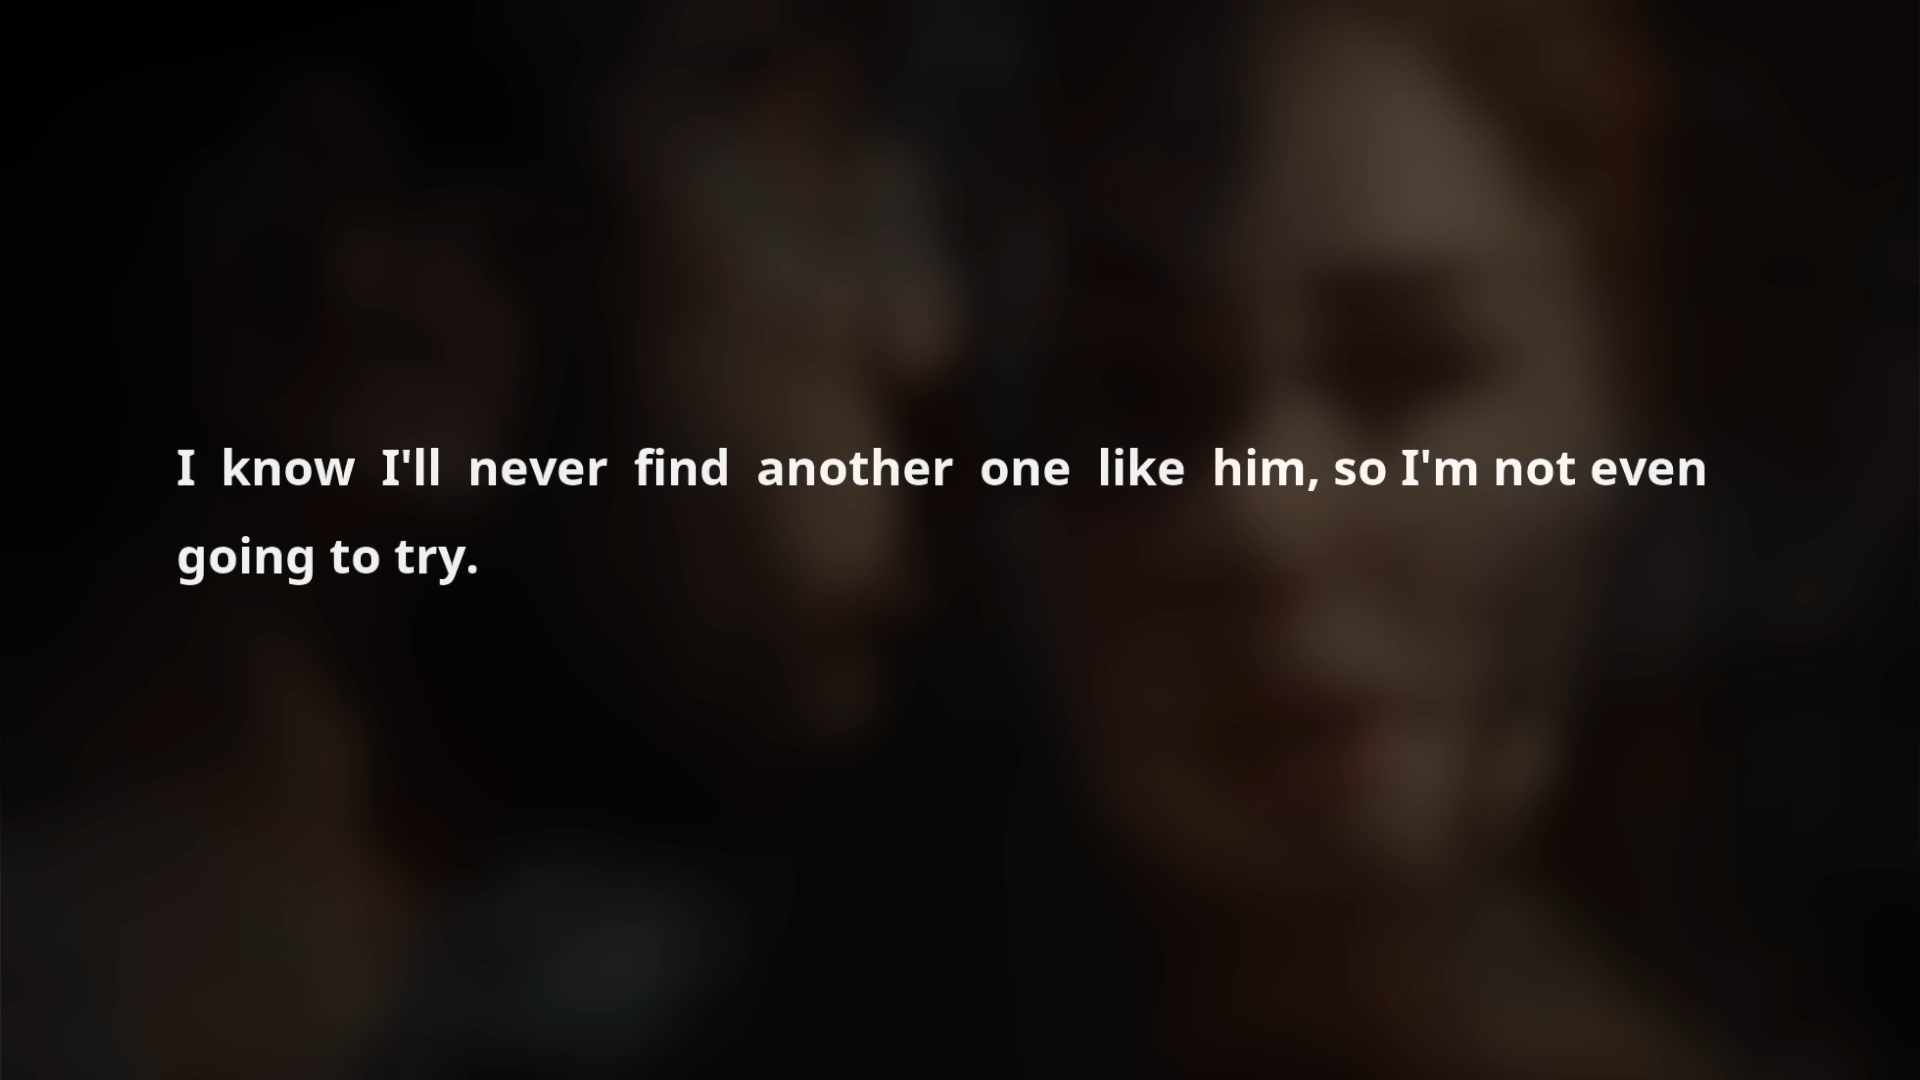 I know I'll never find another one like him, so I'm not even
going to try.